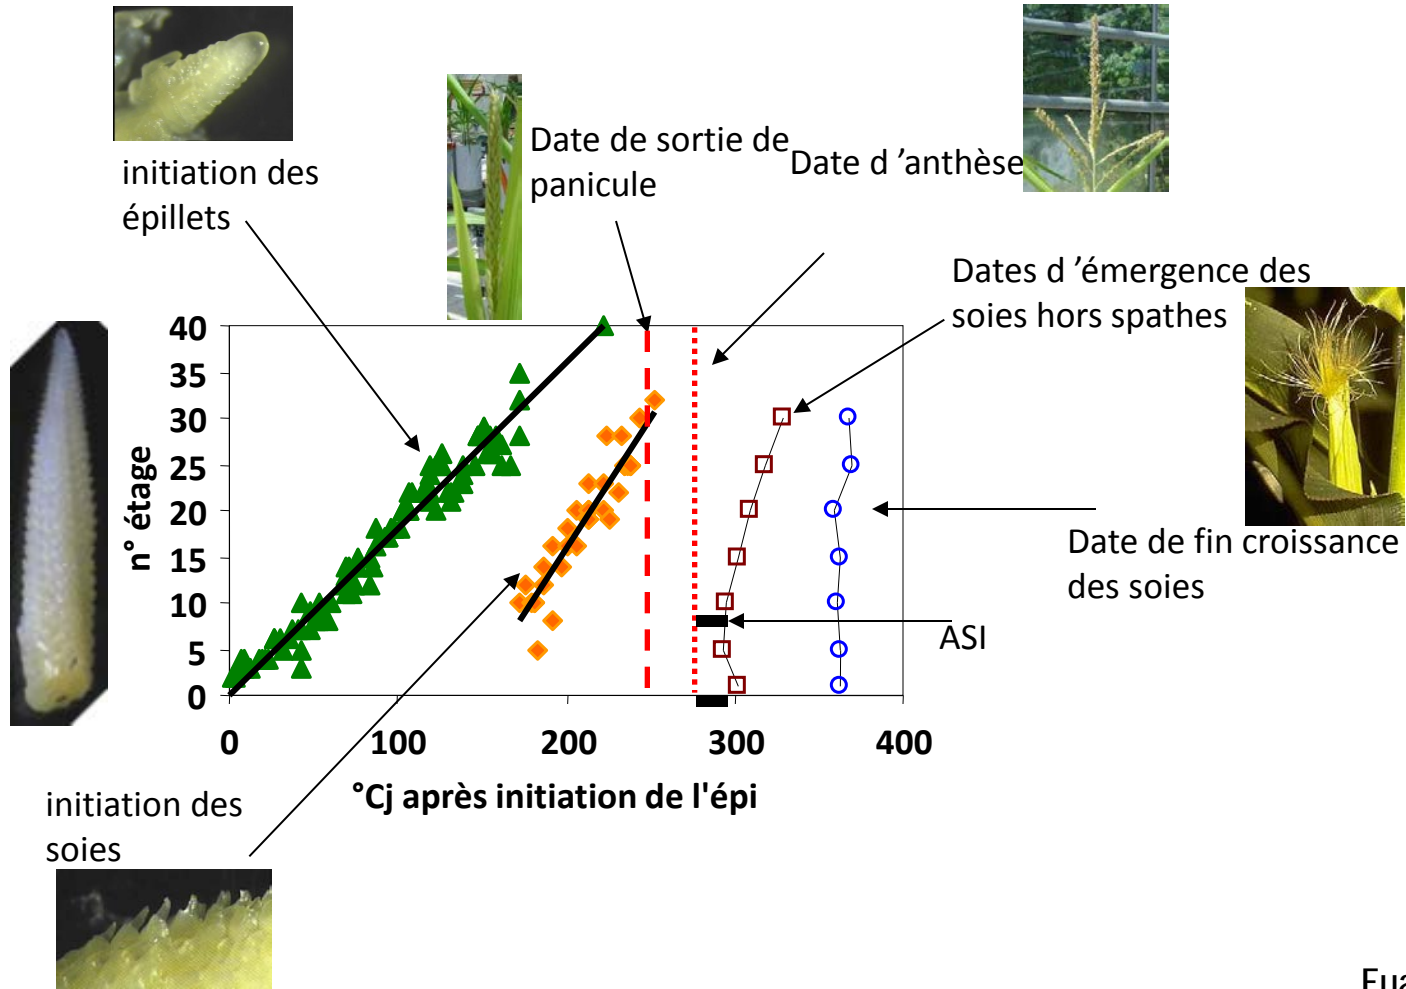 initiation des
épillets
Date de sortie de
panicule
Date d ’anthèse
Dates d ’émergence des
soies hors spathes
40
35
30
25
20
15
10
5
0
n° étage
0 100 200 300 400
°Cj après initiation de l'épi
Date de fin croissance
des soies
ASI
initiation des
soies